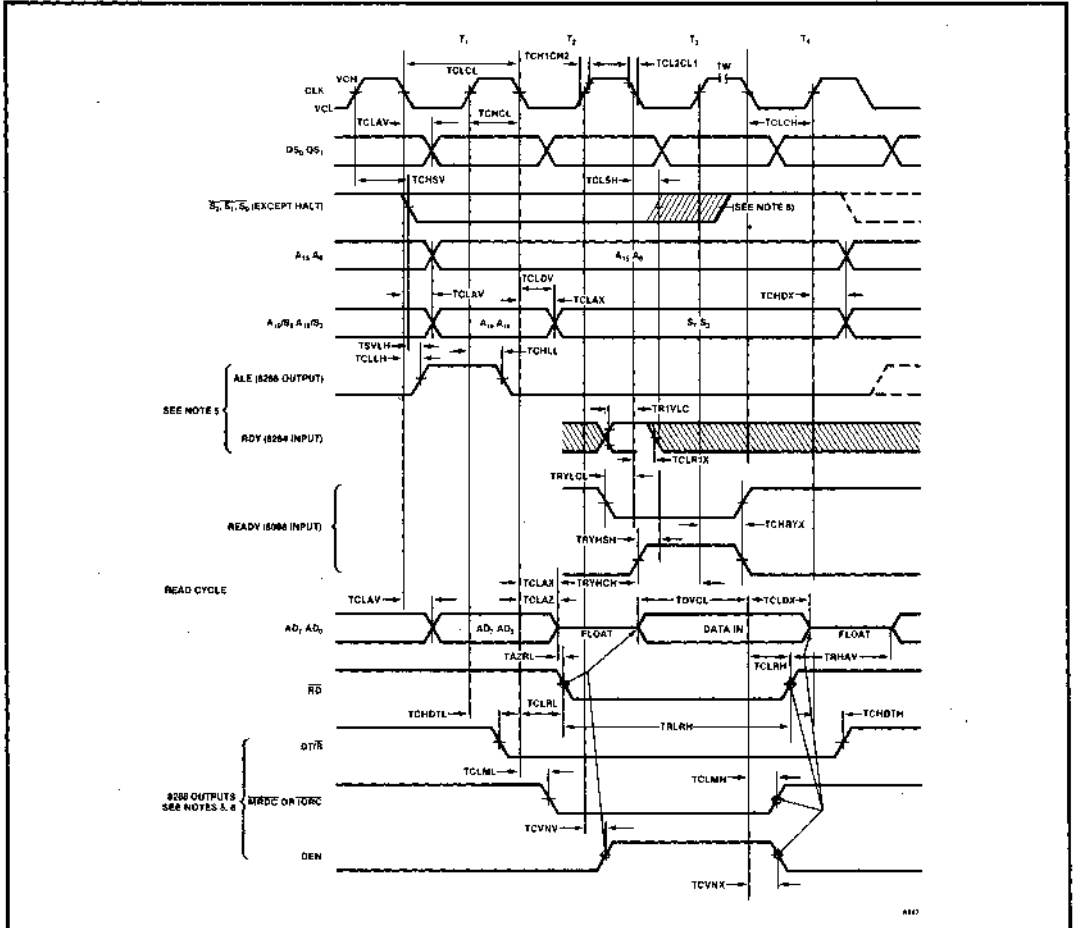 T1 T2 T3 T4
TCH1CH2 TCL2CL1
TCLCL TW
VCH
CLK
VCL
TCLAV TCHCL TCLCH
QS0, QS1
TCHSV TCLSH
S2, S1, S0 (EXCEPT HALT) (SEE NOTE 8)
A15 A8 A15 A8
TCLDV
TCLAV TCLAX TCHDX
A19/S6 A16/S3 A19 A16 S7 S3
TSVLH
TCLLH TCHLL
ALE (8288 OUTPUT)
SEE NOTE 5
TR1VLC
RDY (8284 INPUT)
TCLR1X
TRYLCL
READY (8088 INPUT) TCHRYX
TRYHSH
TCLAX TRYHCH
READ CYCLE
TCLAV TCLAZ TDVCL TCLDX
AD7 AD0 AD7 AD0 FLOAT DATA IN FLOAT
TAZRL TCLRH TRHAV
RD
TCHDTL TCLRL TRLRH TCHDTH
DT/R
TCLML TCLMH
8288 OUTPUTS
SEE NOTES 5, 6
MRDC OR IORC
TCVNV
DEN
TCVNX